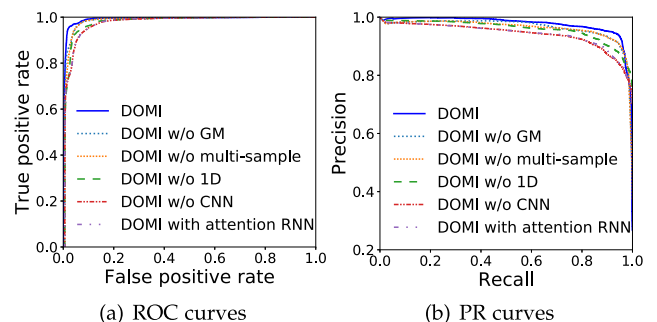 1.0
0.8
0.6
0.4
0.2
0.0
True positive rate
DOMI
DOMI w/o GM
DOMI w/o multi-sample
DOMI w/o 1D
DOMI w/o CNN
DOMI with attention RNN
0.0 0.2 0.4 0.6 0.8 1.0
False positive rate
(a) ROC curves
1.0
0.8
0.6
0.4
0.2
Precision
DOMI
DOMI w/o GM
DOMI w/o multi-sample
DOMI w/o 1D
DOMI w/o CNN
DOMI with attention RNN
0.0 0.2 0.4 0.6 0.8 1.0
Recall
(b) PR curves